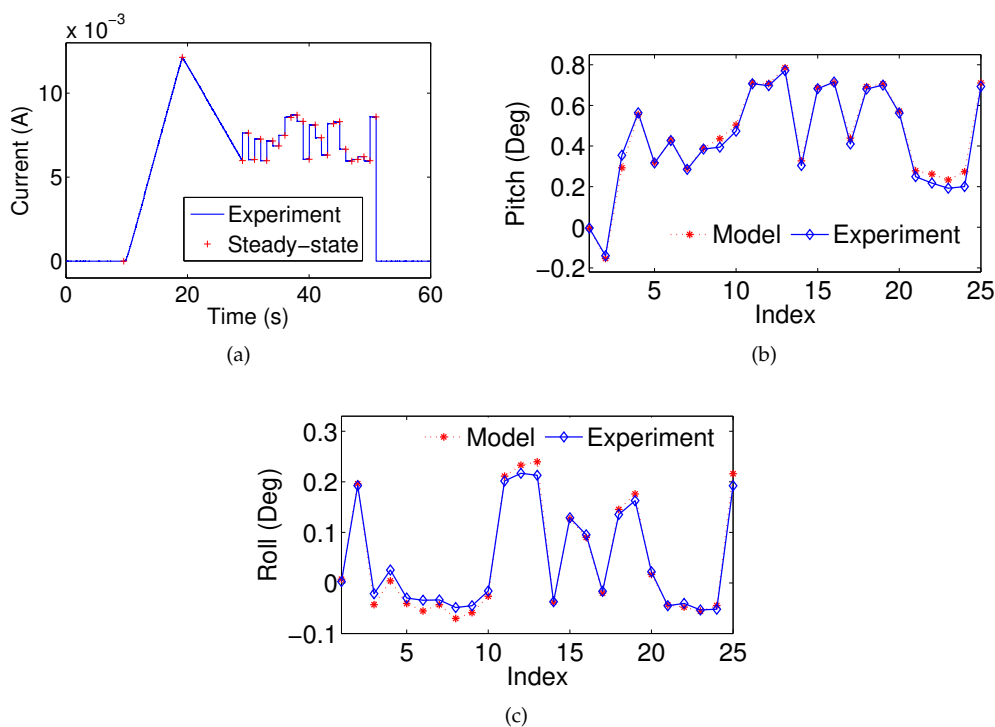 x 10⁻³
10
5
0
Current (A)
Experiment
Steady−state
0 20 40 60
Time (s)
(a)
0.8
0.6
0.4
0.2
0
−0.2
Pitch (Deg)
Model Experiment
5 10 15 20 25
Index
(b)
0.3
0.2
0.1
0
−0.1
Roll (Deg)
Model Experiment
5 10 15 20 25
Index
(c)